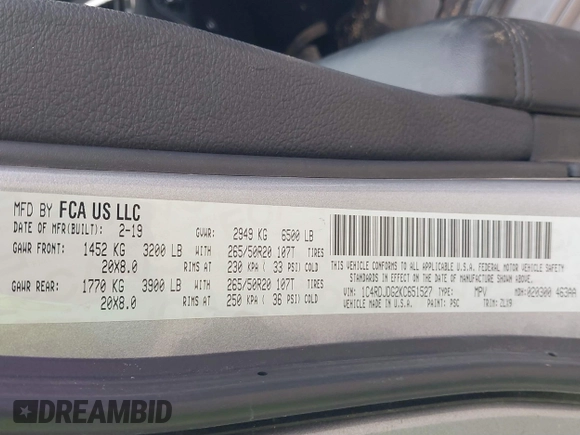 MFD BY FCA US LLC
DATE OF MFR(BUILT): 2-19 GVWR: 2949 KG 6500 LB
GAWR FRONT: 1452 KG 3200 LB WITH 265/50R20 107T
20X8.0 RIMS AT 230 KPA ( 33 PSI) COLD
GAWR REAR: 1770 KG 3900 LB WITH 265/50R20 107T
20X8.0 RIMS AT 250 KPA ( 36 PSI) COLD
THIS VEHICLE CONFORMS TO ALL APPLICABLE U.S.A. FEDERAL MOTOR VEHICLE SAFETY
STANDARDS IN EFFECT ON THE DATE OF MANUFACTURE SHOWN ABOVE.
VIN: 1C4RDJDG2KC651527 TYPE: MPV MDH: 020300 463AA
VEHICLE MADE IN U.S.A. PAINT: PSC TRIM: ZLX9
DREAMBID